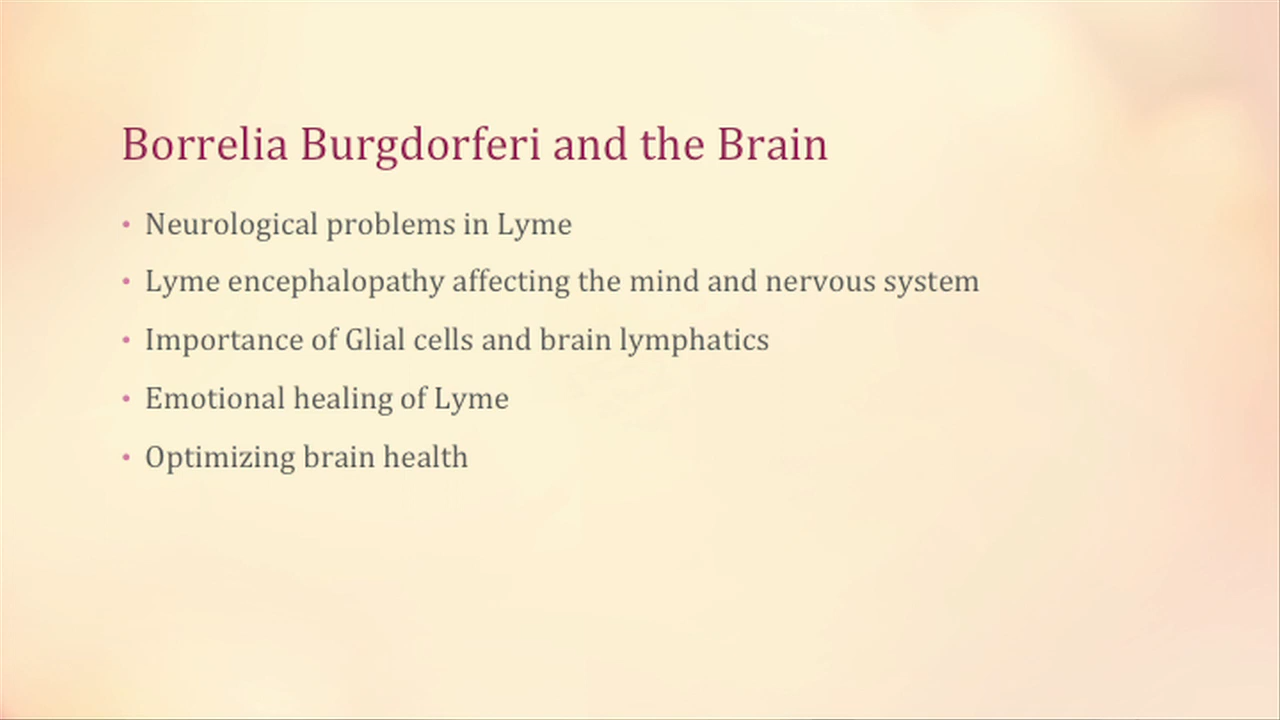 Borrelia Burgdorferi and the Brain
• Neurological problems in Lyme
• Lyme encephalopathy affecting the mind and nervous system
• Importance of Glial cells and brain lymphatics
• Emotional healing of Lyme
• Optimizing brain health